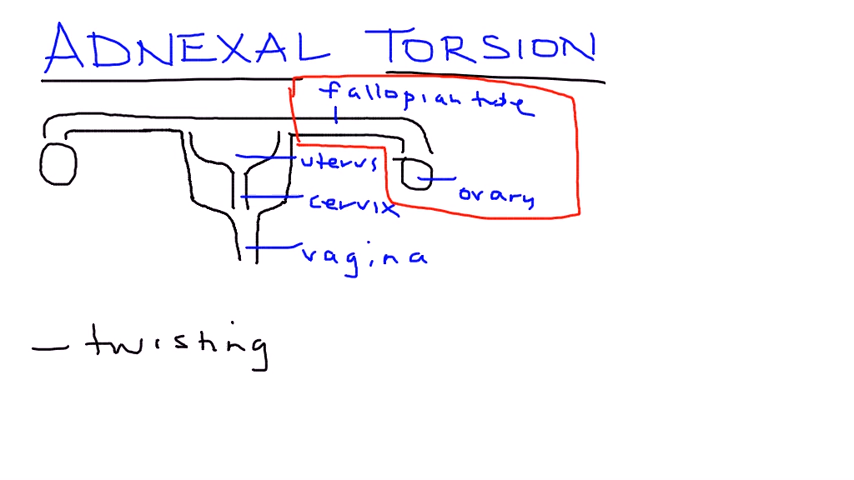 ADNEXAL TORSION
fallopian tube
uterus
cervix
ovary
vagina
– twisting